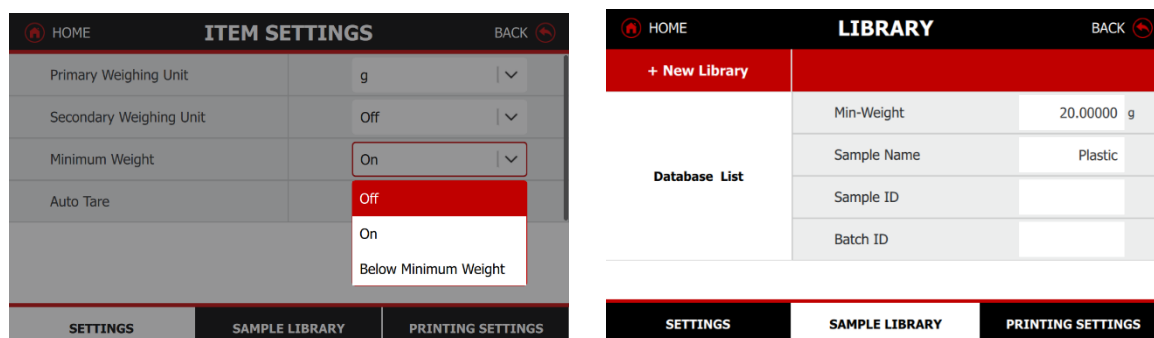 HOME ITEM SETTINGS BACK
Primary Weighing Unit g
Secondary Weighing Unit Off
Minimum Weight On
Auto Tare Off
On
Below Minimum Weight
SETTINGS SAMPLE LIBRARY PRINTING SETTINGS
HOME LIBRARY BACK
+ New Library
Database List
Min-Weight 20.00000 g
Sample Name Plastic
Sample ID
Batch ID
SETTINGS SAMPLE LIBRARY PRINTING SETTINGS